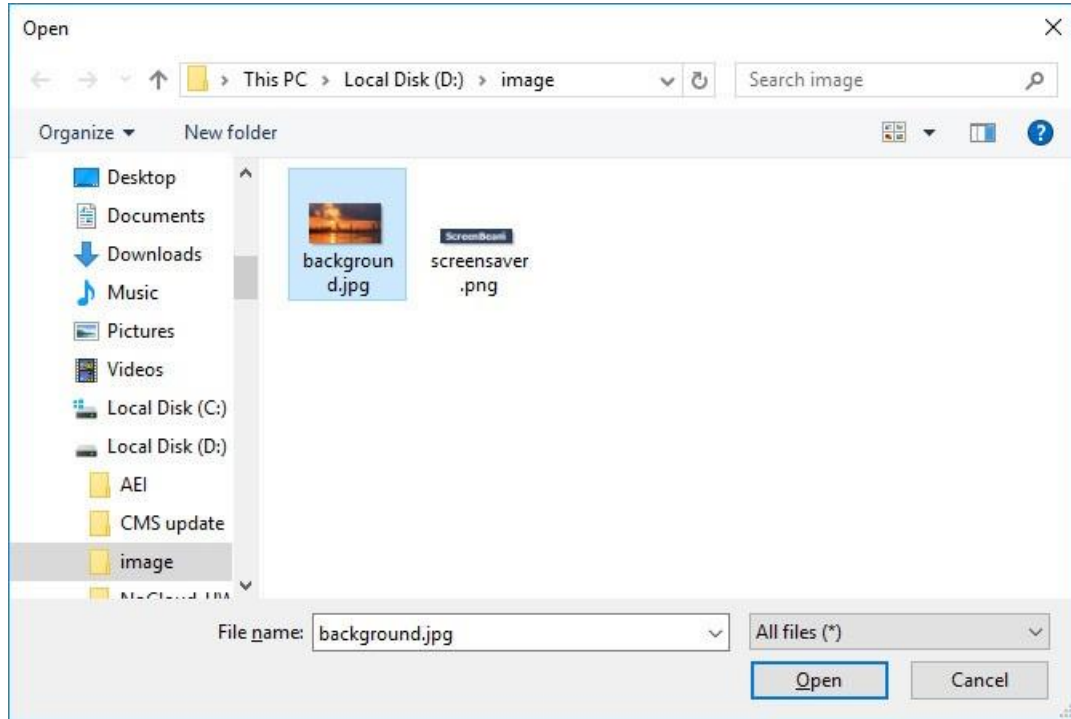 Open
This PC > Local Disk (D:) > image
Search image
Organize
New folder
Desktop
Documents
Downloads
Music
Pictures
Videos
Local Disk (C:)
Local Disk (D:)
AEI
CMS update
image
ScreenBeam
backgroun
d.jpg
screensaver
.png
File name: background.jpg
All files (*)
Open
Cancel